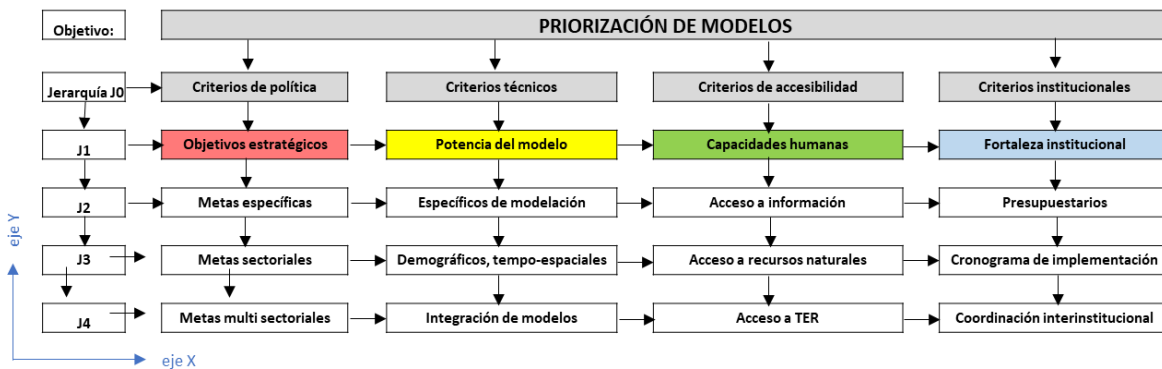 Objetivo:
PRIORIZACIÓN DE MODELOS
Jerarquía J0
Criterios de política
Criterios técnicos
Criterios de accesibilidad
Criterios institucionales
J1
Objetivos estratégicos
Potencia del modelo
Capacidades humanas
Fortaleza institucional
J2
Metas específicas
Específicos de modelación
Acceso a información
Presupuestarios
J3
Metas sectoriales
Demográficos, tempo-espaciales
Acceso a recursos naturales
Cronograma de implementación
J4
Metas multi sectoriales
Integración de modelos
Acceso a TER
Coordinación interinstitucional
eje Y
eje X